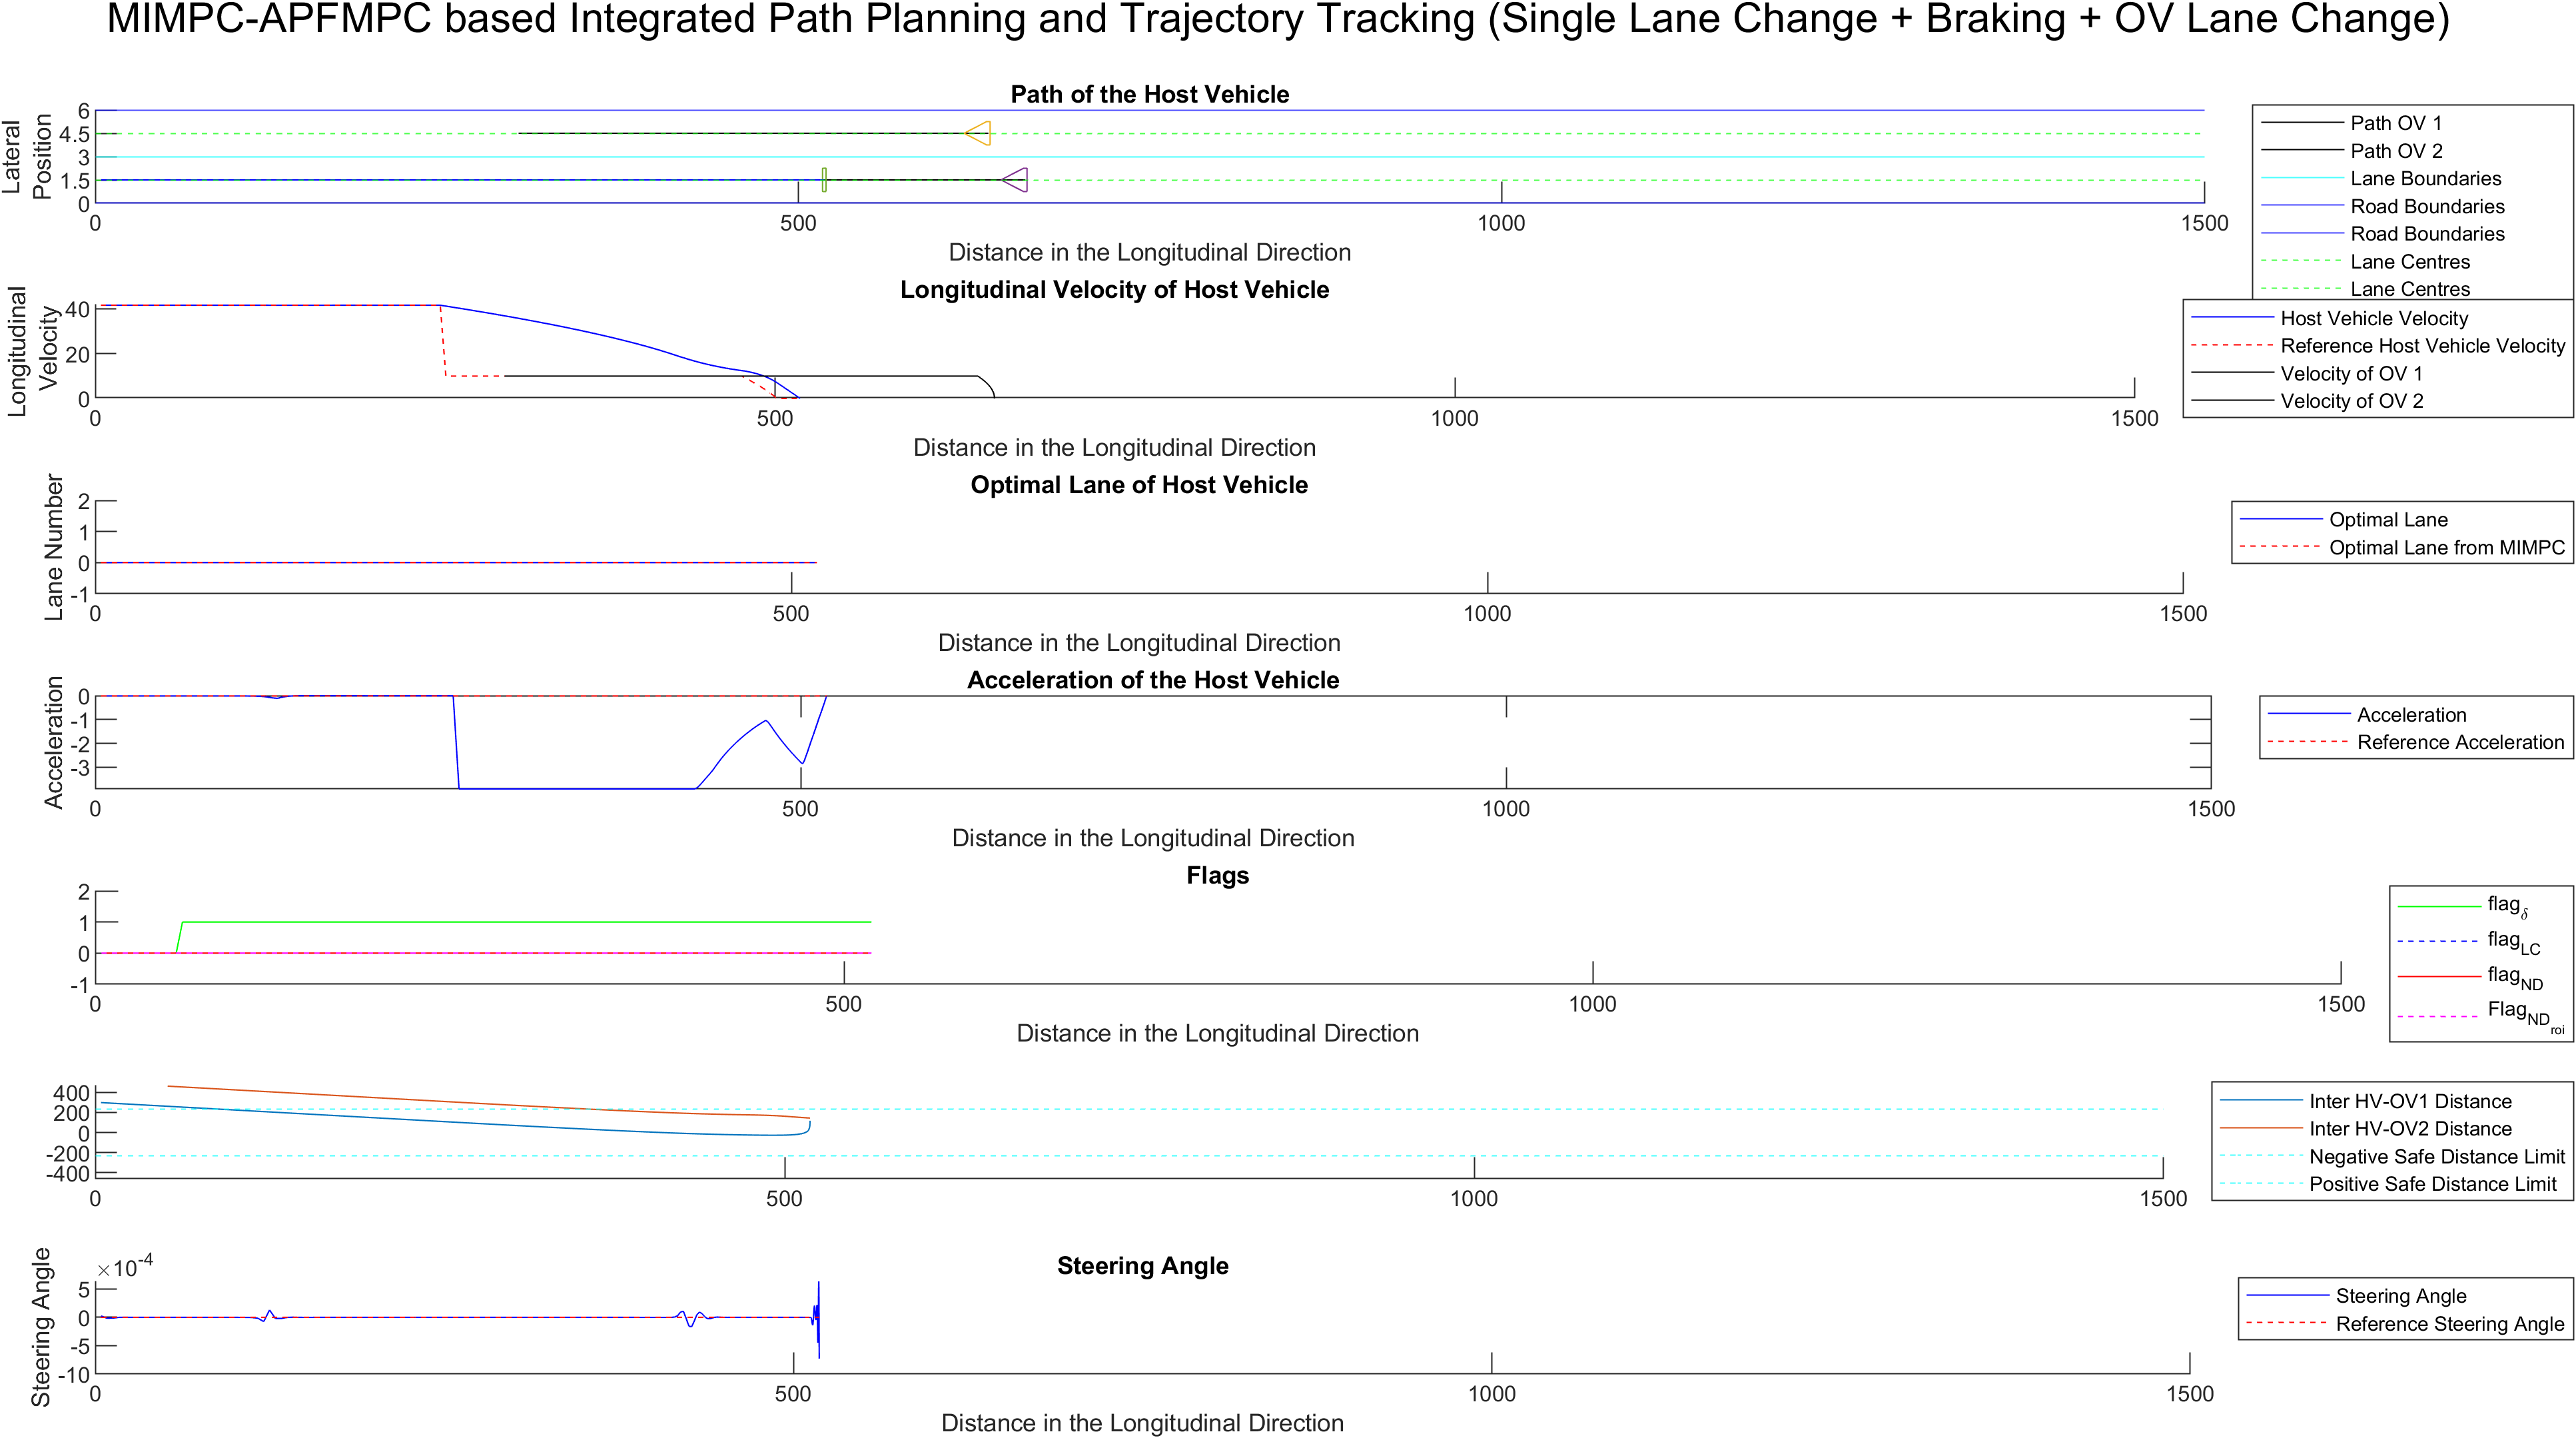 MIMPC-APFMPC based Integrated Path Planning and Trajectory Tracking (Single Lane Change + Braking + OV Lane Change)
Path of the Host Vehicle
Lateral
Position
6
4.5
3
1.5
0
0
500
1000
1500
Distance in the Longitudinal Direction
Path OV 1
Path OV 2
Lane Boundaries
Road Boundaries
Road Boundaries
Lane Centres
Lane Centres
Longitudinal Velocity of Host Vehicle
Longitudinal
Velocity
40
20
0
0
500
1000
1500
Distance in the Longitudinal Direction
Host Vehicle Velocity
Reference Host Vehicle Velocity
Velocity of OV 1
Velocity of OV 2
Optimal Lane of Host Vehicle
Lane Number
2
1
0
-1
0
500
1000
1500
Distance in the Longitudinal Direction
Optimal Lane
Optimal Lane from MIMPC
Acceleration of the Host Vehicle
Acceleration
0
-1
-2
-3
0
500
1000
1500
Distance in the Longitudinal Direction
Acceleration
Reference Acceleration
Flags
2
1
0
-1
0
500
1000
1500
Distance in the Longitudinal Direction
flagδ
flagLC
flagND
FlagNDroi
400
200
0
-200
-400
0
500
1000
1500
Inter HV-OV1 Distance
Inter HV-OV2 Distance
Negative Safe Distance Limit
Positive Safe Distance Limit
Steering Angle
Steering Angle
×10-4
5
0
-5
-10
0
500
1000
1500
Distance in the Longitudinal Direction
Steering Angle
Reference Steering Angle